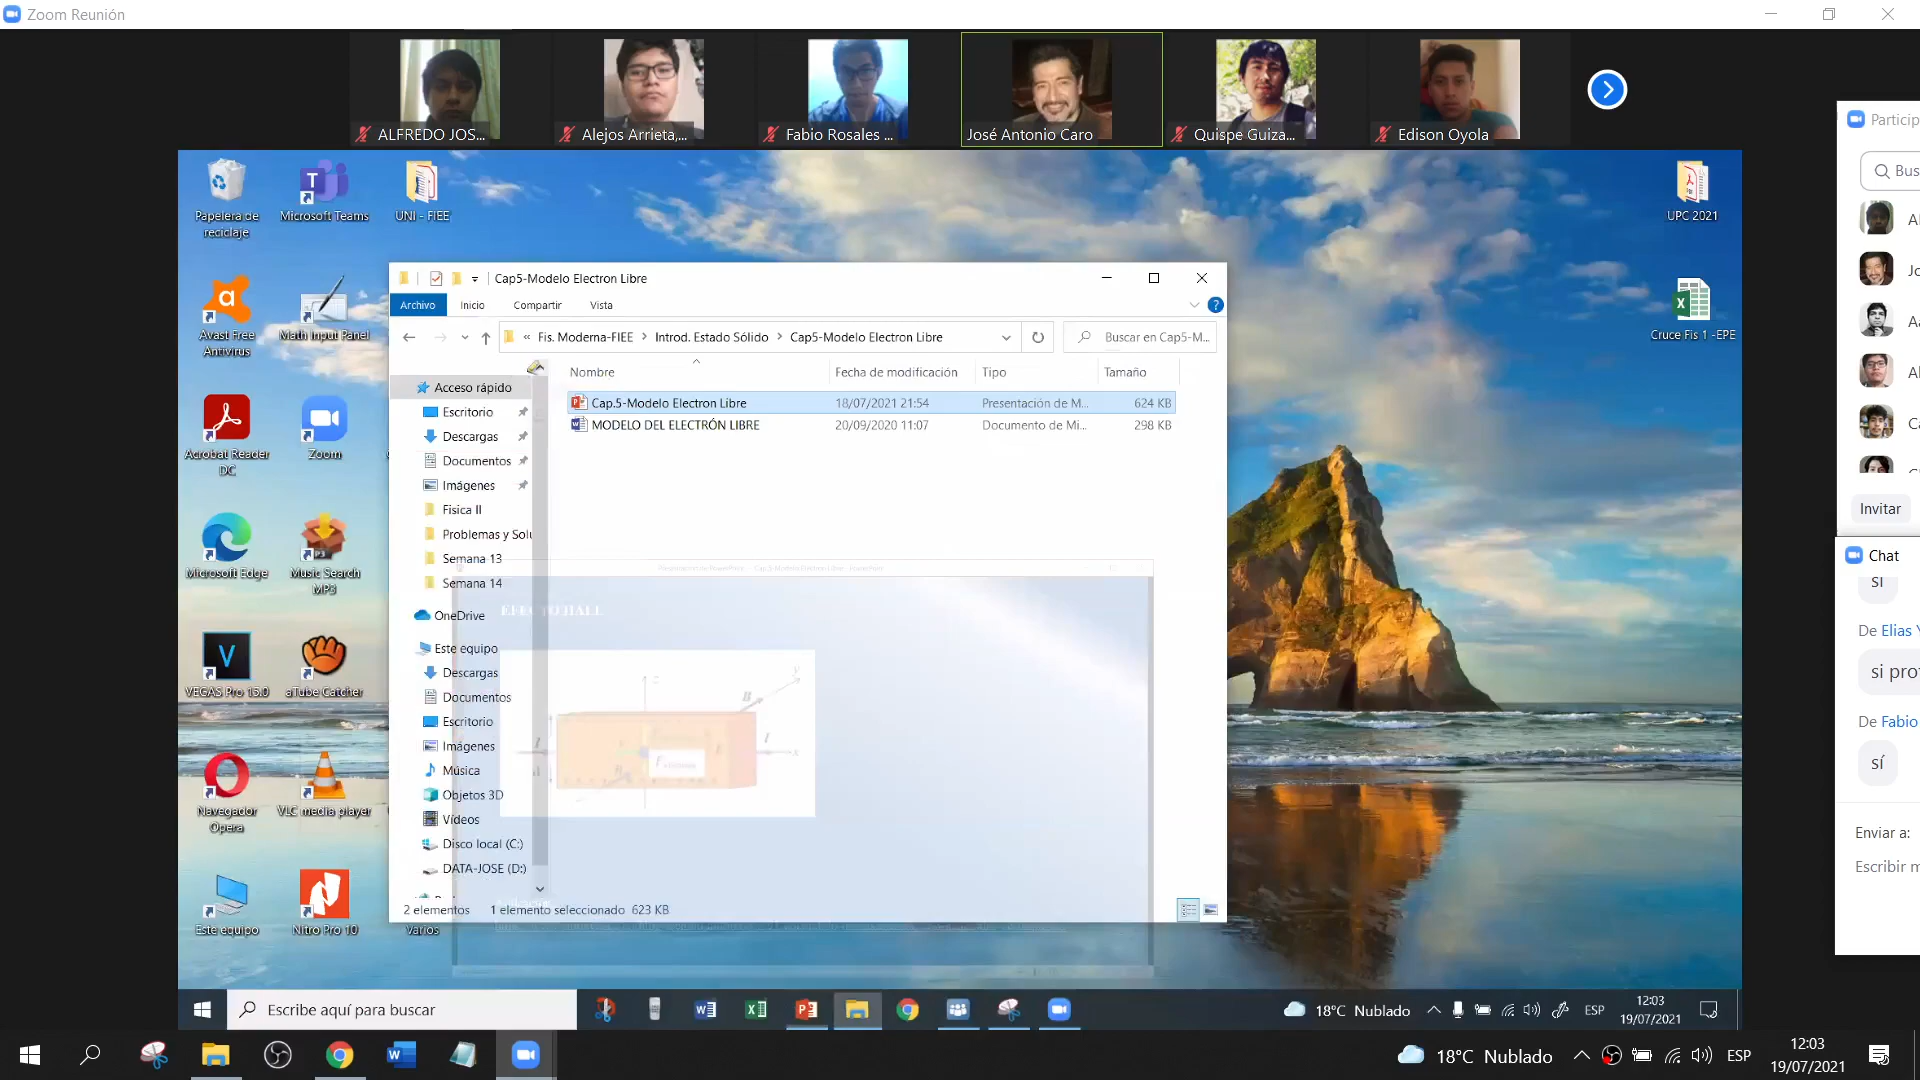 Zoom Reunión
ALFREDO JOS...
Alejos Arrieta,...
Fabio Rosales ...
José Antonio Caro
Quispe Guiza...
Edison Oyola
Particip
Bus
Papelera de
reciclaje
Microsoft Teams
UNI - FIEE
UPC 2021
Avast Free
Antivirus
Math Input Panel
Cruce Fis 1 -EPE
Acrobat Reader
DC
Zoom
Microsoft Edge
Music Search
MP3
VEGAS Pro 15.0
aTube Catcher
Navegador
Opera
VLC media player
Este equipo
Nitro Pro 10
Varios
Cap5-Modelo Electron Libre
Archivo
Inicio
Compartir
Vista
« Fis. Moderna-FIEE > Introd. Estado Sólido > Cap5-Modelo Electron Libre
Buscar en Cap5-M...
Nombre
Fecha de modificación
Tipo
Tamaño
Cap.5-Modelo Electron Libre 18/07/2021 21:54 Presentación de M... 624 KB
MODELO DEL ELECTRÓN LIBRE 20/09/2020 11:07 Documento de Mi... 298 KB
Acceso rápido
Escritorio
Descargas
Documentos
Imágenes
Fisica II
Problemas y Solu
Semana 13
Semana 14
OneDrive
Este equipo
Descargas
Documentos
Escritorio
Imágenes
Música
Objetos 3D
Vídeos
Disco local (C:)
DATA-JOSE (D:)
EFECTO HALL
z
y
B
I
x
2 elementos
1 elemento seleccionado 623 KB
Invitar
Chat
si
De Elias Y
si prof
De Fabio
sí
Enviar a:
Escribir m
Escribe aquí para buscar
18°C Nublado
ESP
12:03
19/07/2021
18°C Nublado
ESP
12:03
19/07/2021